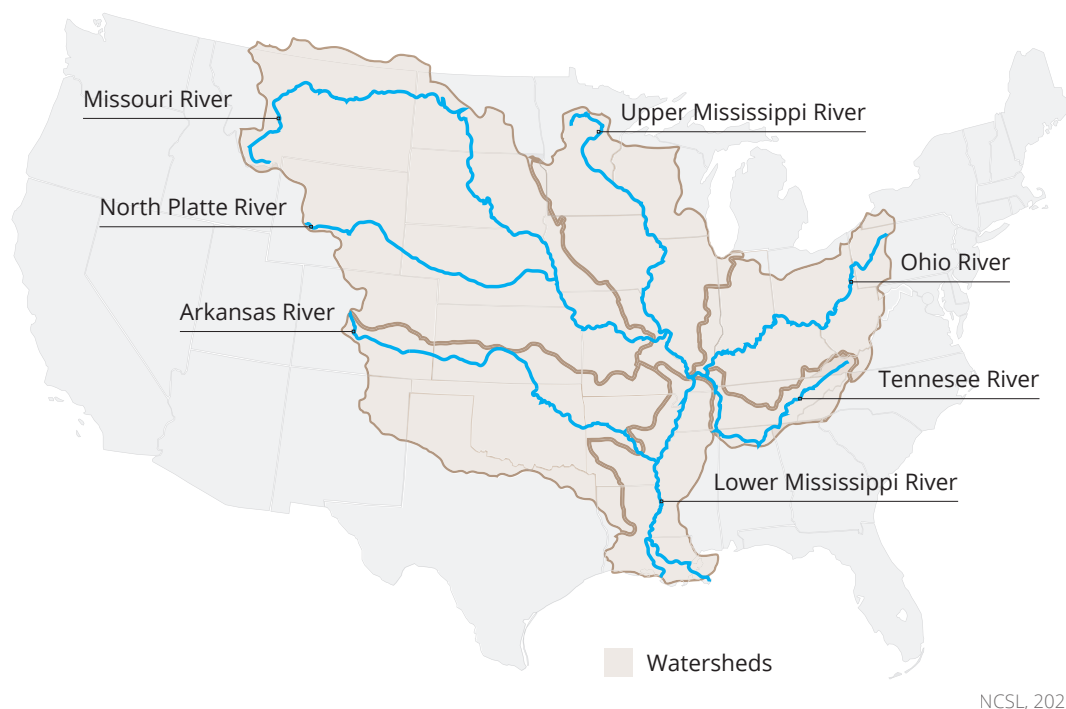 Missouri River
Upper Mississippi River
North Platte River
Ohio River
Arkansas River
Tennesee River
Lower Mississippi River
Watersheds
NCSL, 202